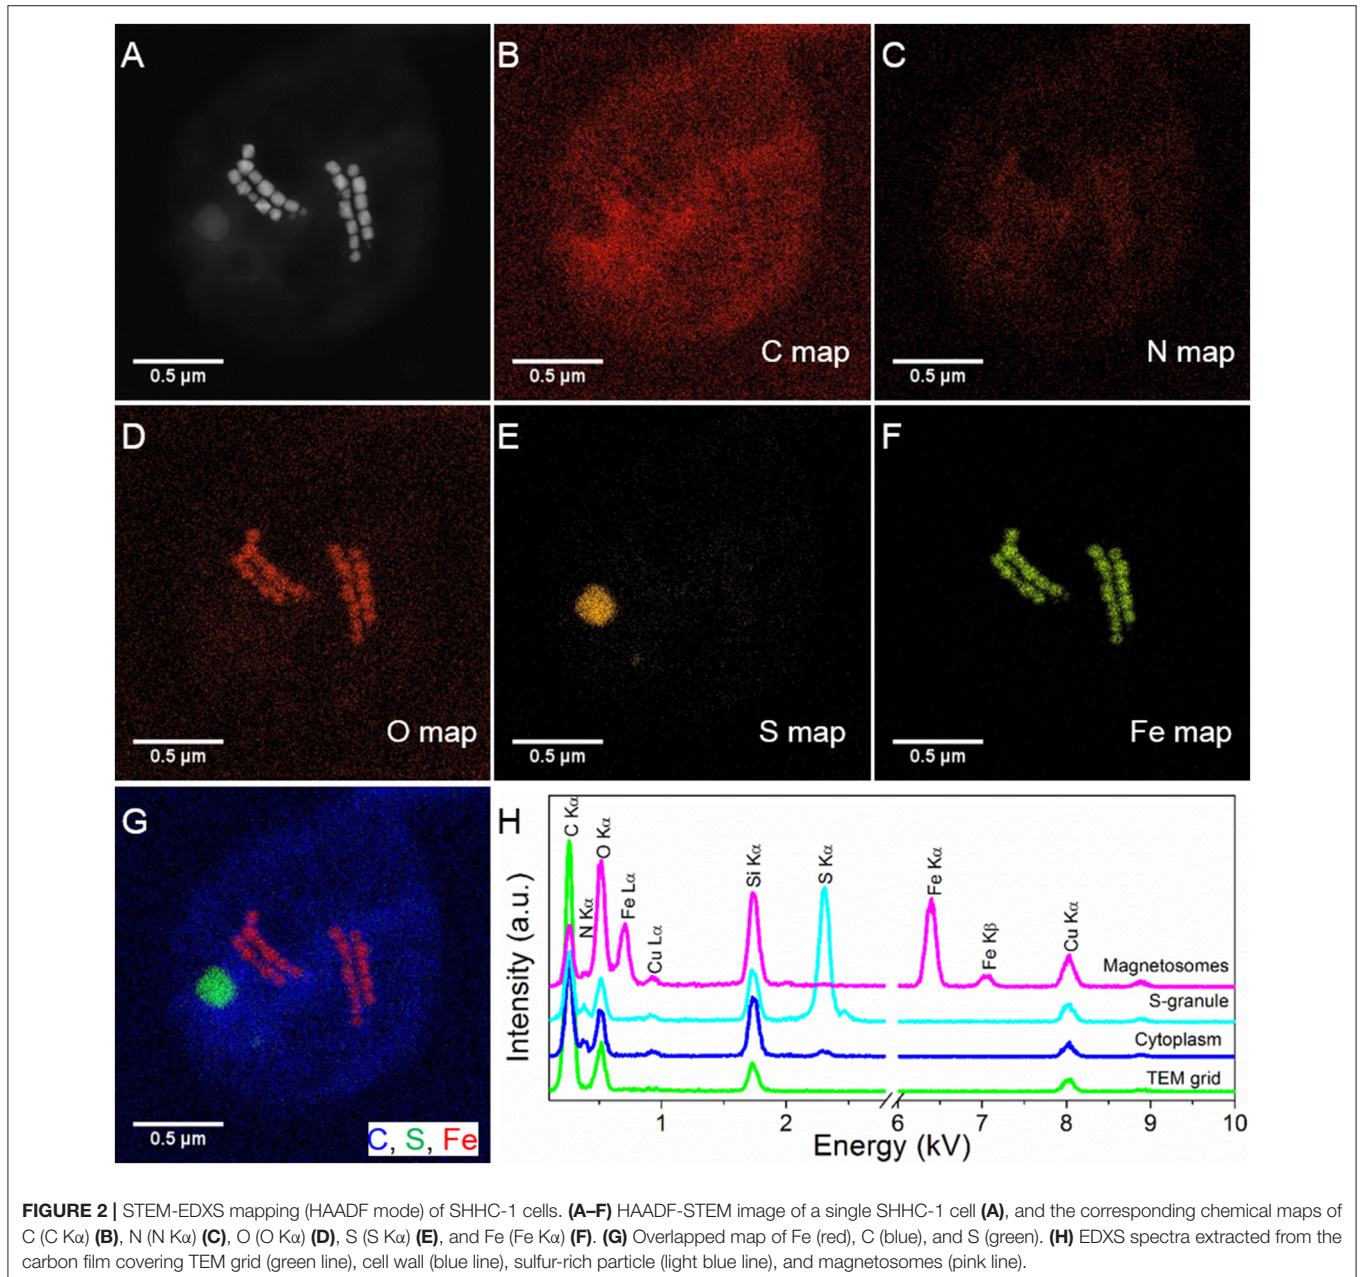 A
0.5 µm
B
C map
0.5 µm
C
N map
0.5 µm
D
O map
0.5 µm
E
S map
0.5 µm
F
Fe map
0.5 µm
G
0.5 µm
C, S, Fe
H
Intensity (a.u.)
C Kα
N Kα
O Kα
Fe Lα
Cu Lα
Si Kα
S Kα
Fe Kα
Fe Kβ
Cu Kα
Magnetosomes
S-granule
Cytoplasm
TEM grid
1 2 6 7 8 9 10
Energy (kV)
FIGURE 2 | STEM-EDXS mapping (HAADF mode) of SHHC-1 cells. (A–F) HAADF-STEM image of a single SHHC-1 cell (A), and the corresponding chemical maps of
C (C Kα) (B), N (N Kα) (C), O (O Kα) (D), S (S Kα) (E), and Fe (Fe Kα) (F). (G) Overlapped map of Fe (red), C (blue), and S (green). (H) EDXS spectra extracted from the
carbon film covering TEM grid (green line), cell wall (blue line), sulfur-rich particle (light blue line), and magnetosomes (pink line).